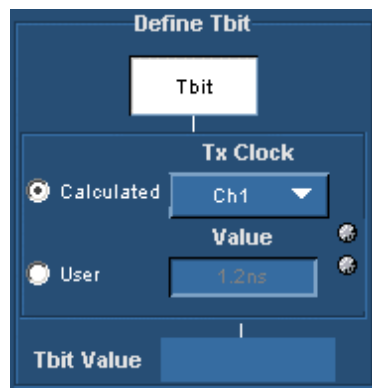 Define Tbit
Tbit
Tx Clock
Calculated
Ch1
Value
User
1.2ns
Tbit Value